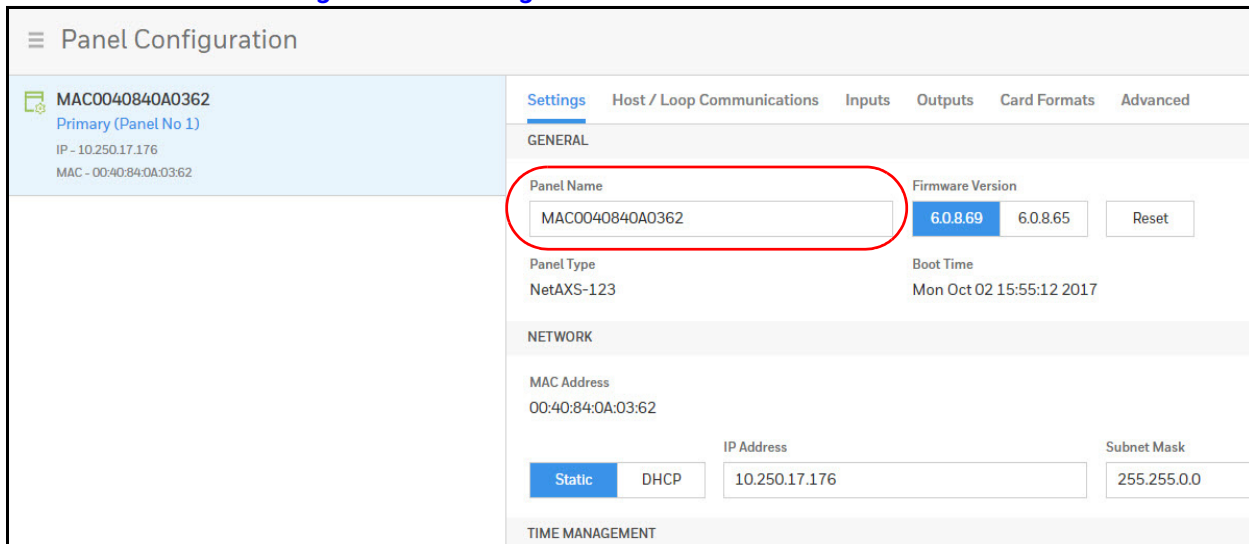 Panel Configuration
MAC0040840A0362
Primary (Panel No 1)
IP - 10.250.17.176
MAC - 00:40:84:0A:03:62
Settings Host / Loop Communications Inputs Outputs Card Formats Advanced
GENERAL
Panel Name Firmware Version
MAC0040840A0362 6.0.8.69 6.0.8.65 Reset
Panel Type Boot Time
NetAXS-123 Mon Oct 02 15:55:12 2017
NETWORK
MAC Address
00:40:84:0A:03:62
IP Address Subnet Mask
Static DHCP 10.250.17.176 255.255.0.0
TIME MANAGEMENT